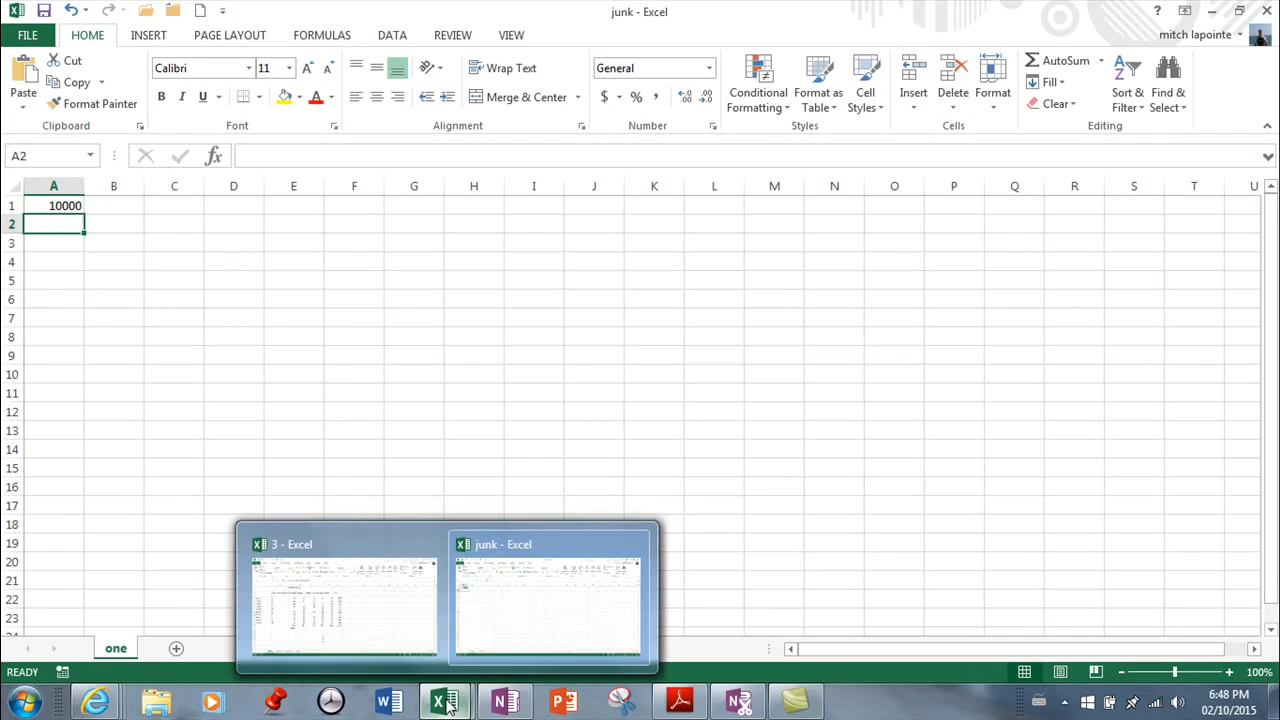 junk - Excel
FILE HOME INSERT PAGE LAYOUT FORMULAS DATA REVIEW VIEW mitch lapointe
Paste Cut Copy Format Painter Clipboard
Calibri 11 B I U A Font
Wrap Text Merge & Center Alignment
General $ % , Number
Conditional Formatting Format as Table Cell Styles Styles
Insert Delete Format Cells
AutoSum Fill Clear Sort & Filter Find & Select Editing
A2 fx
A B C D E F G H I J K L M N O P Q R S T U
1 10000
2
3
4
5
6
7
8
9
10
11
12
13
14
15
16
17
18
19
20
21
22
23
3 - Excel junk - Excel
one
READY 100%
6:48 PM
02/10/2015